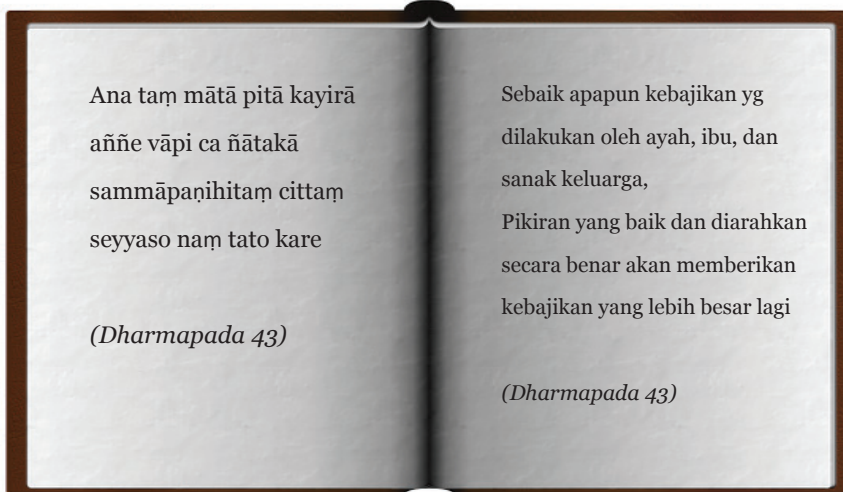 Ana taṃ mātā pitā kayirā
aññe vāpi ca ñātakā
sammāpaṇihitaṃ cittaṃ
seyyaso naṃ tato kare
(Dharmapada 43)
Sebaik apapun kebajikan yg
dilakukan oleh ayah, ibu, dan
sanak keluarga,
Pikiran yang baik dan diarahkan
secara benar akan memberikan
kebajikan yang lebih besar lagi
(Dharmapada 43)